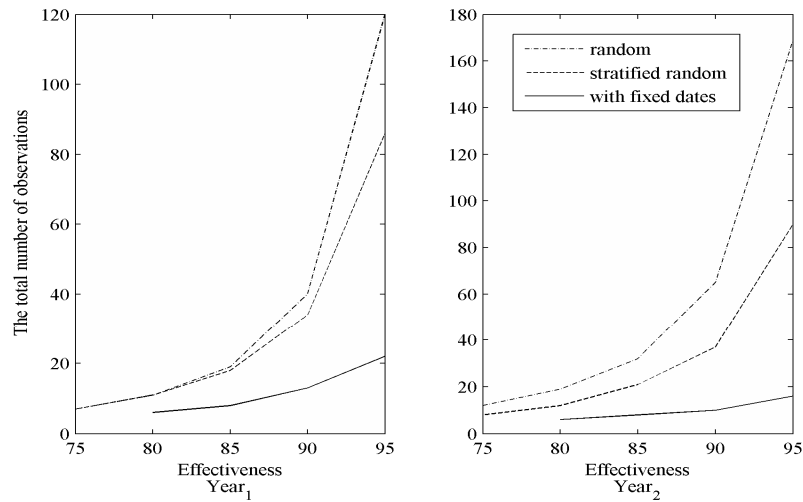 The total number of observations
120
100
80
60
40
20
0
75 80 85 90 95
Effectiveness
Year1
180
160
140
120
100
80
60
40
20
0
75 80 85 90 95
Effectiveness
Year2
random
stratified random
with fixed dates